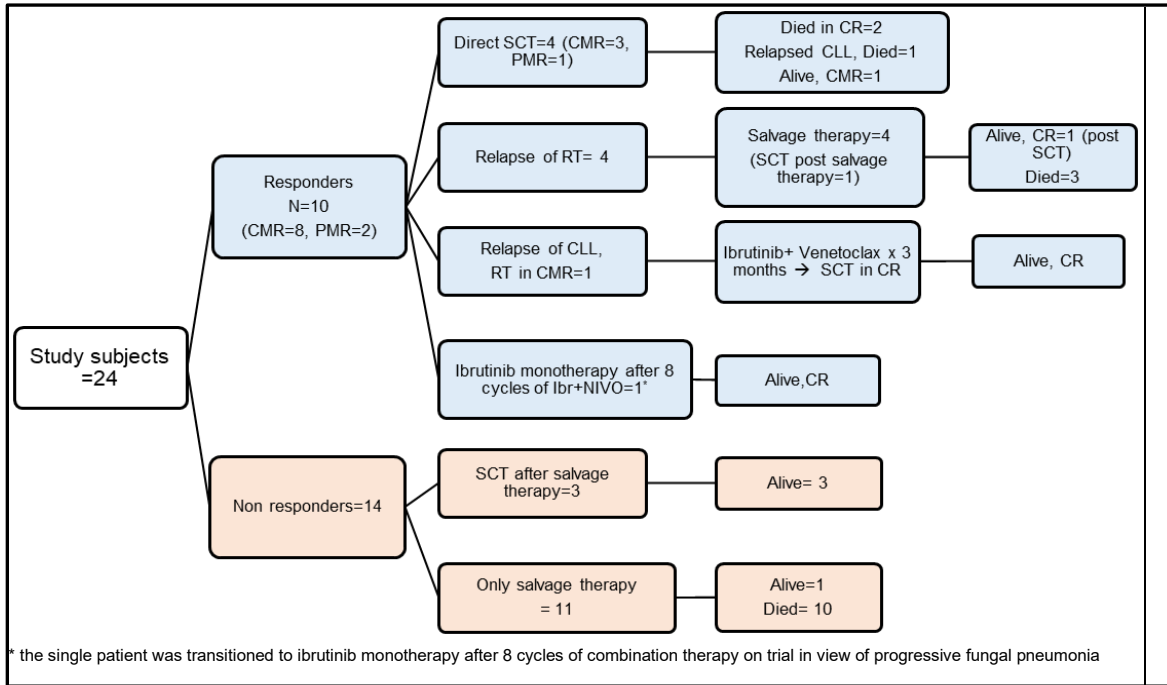 Study subjects
=24
Responders
N=10
(CMR=8, PMR=2)
Direct SCT=4 (CMR=3,
PMR=1)
Died in CR=2
Relapsed CLL, Died=1
Alive, CMR=1
Relapse of RT= 4
Salvage therapy=4
(SCT post salvage
therapy=1)
Alive, CR=1 (post
SCT)
Died=3
Relapse of CLL,
RT in CMR=1
Ibrutinib+ Venetoclax x 3
months → SCT in CR
Alive, CR
Ibrutinib monotherapy after 8
cycles of Ibr+NIVO=1*
Alive,CR
Non responders=14
SCT after salvage
therapy=3
Alive= 3
Only salvage therapy
= 11
Alive=1
Died= 10
* the single patient was transitioned to ibrutinib monotherapy after 8 cycles of combination therapy on trial in view of progressive fungal pneumonia